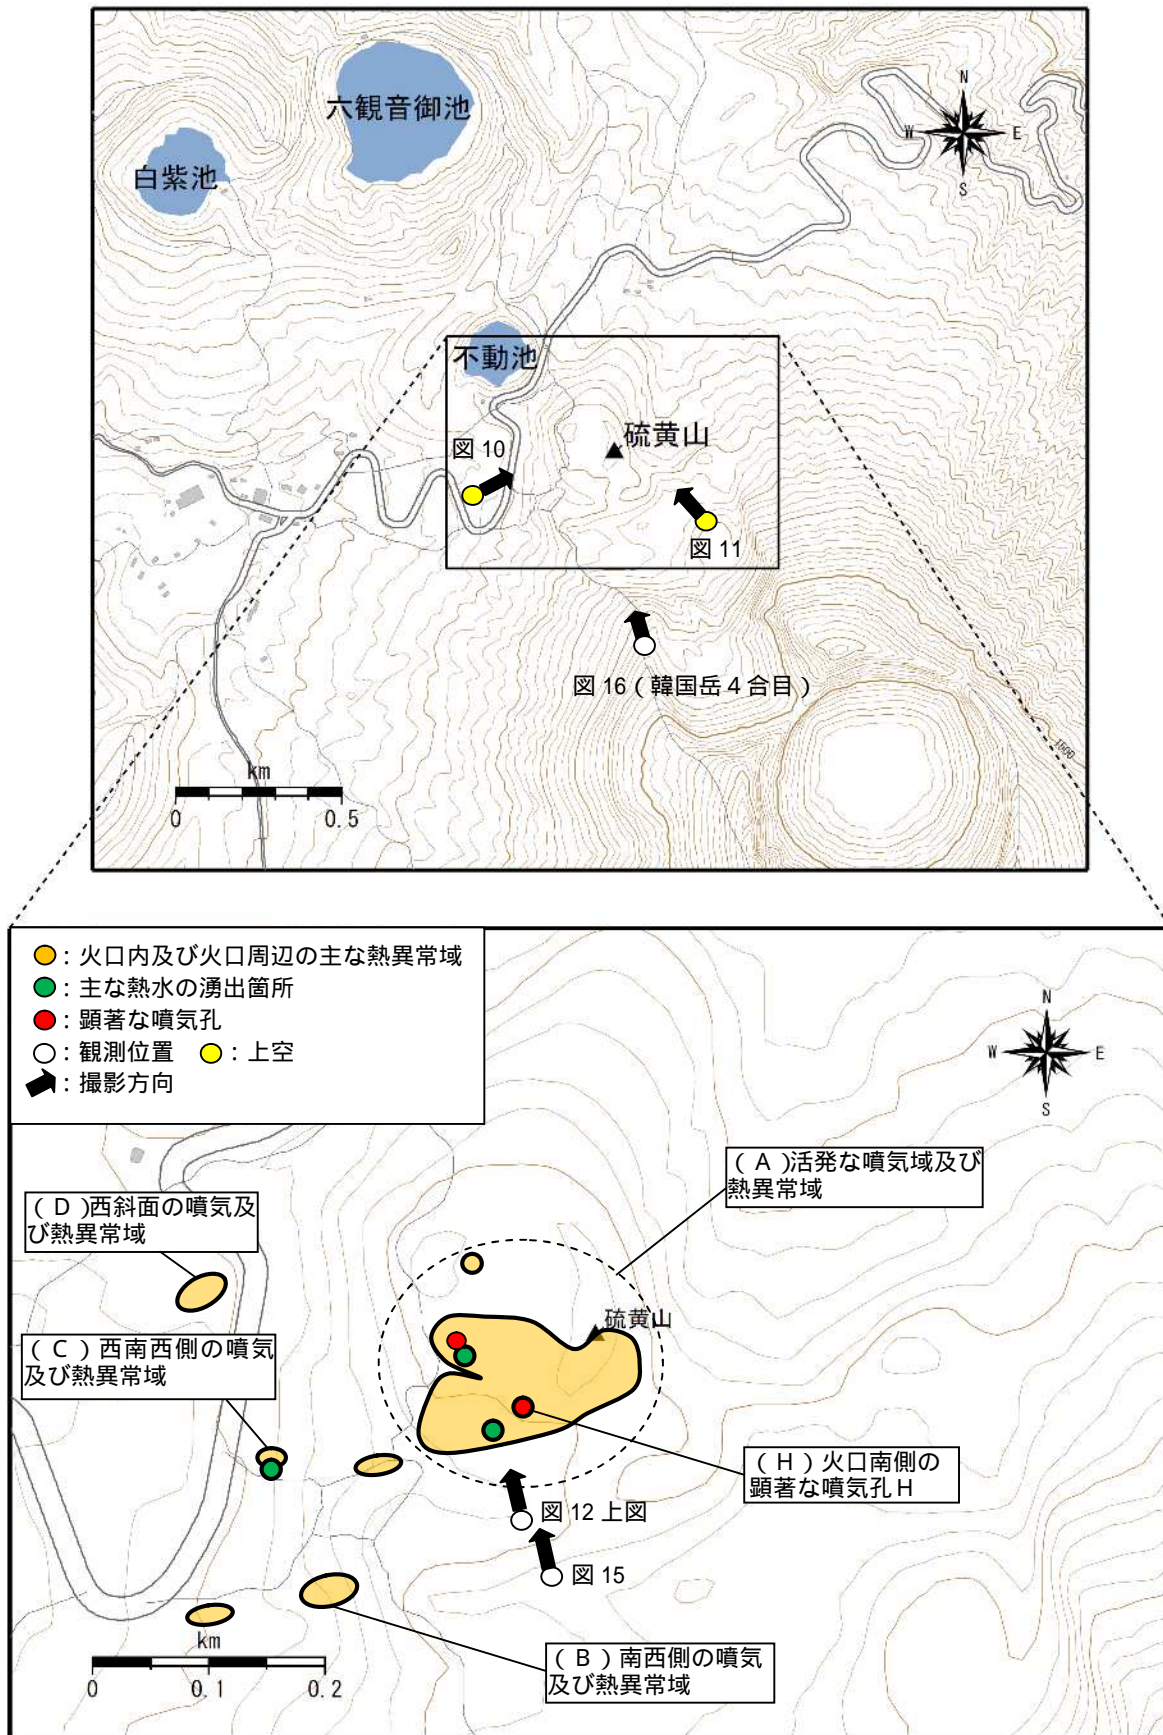 六観音御池
白紫池
N
W
E
S
不動池
硫黄山
図 10
図 11
図 16（韓国岳４合目）
1500
km
0
0.5
：火口内及び火口周辺の主な熱異常域
：主な熱水の湧出箇所
：顕著な噴気孔
：観測位置
：上空
：撮影方向
N
W
E
S
（Ａ）活発な噴気域及び
熱異常域
（Ｄ）西斜面の噴気及
び熱異常域
硫黄山
（Ｃ）西南西側の噴気
及び熱異常域
（Ｈ）火口南側の
顕著な噴気孔Ｈ
図 12 上図
図 15
（Ｂ）南西側の噴気
及び熱異常域
km
0
0.1
0.2